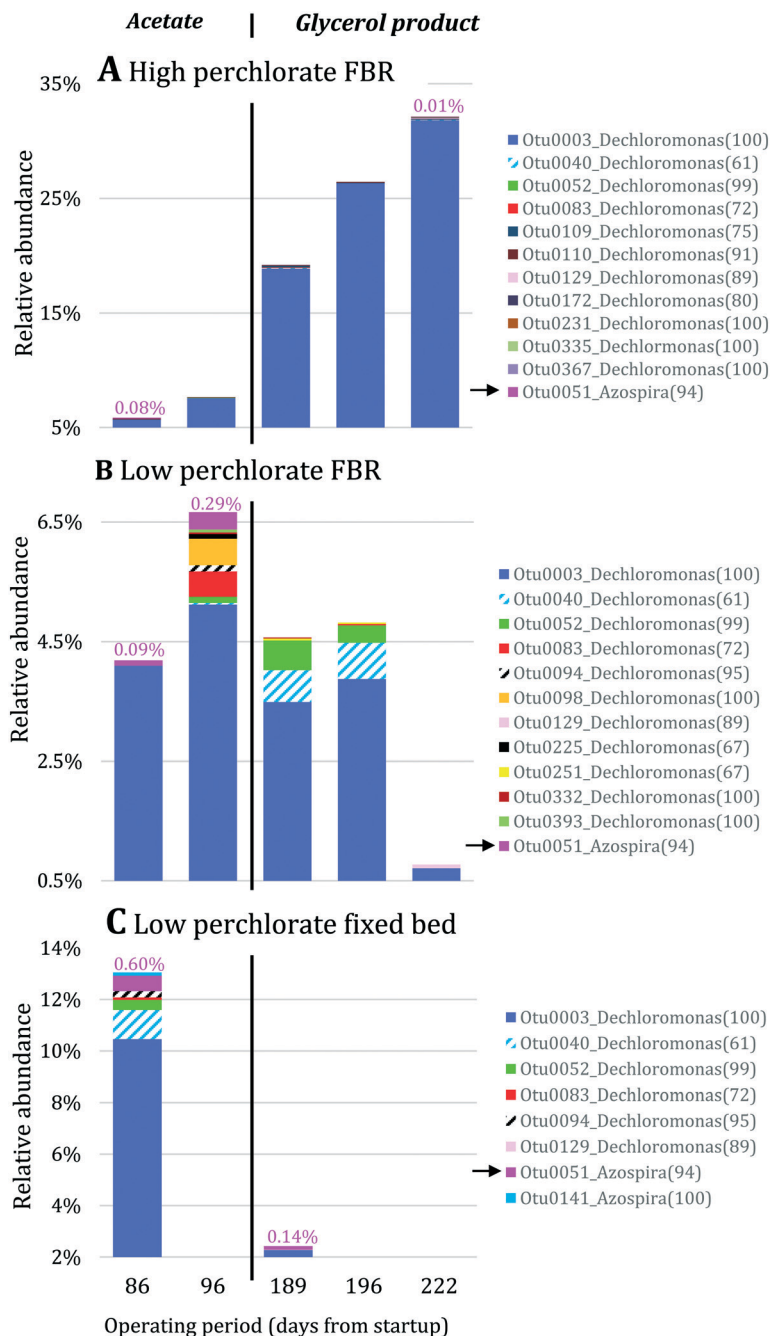 Acetate | Glycerol product
A High perchlorate FBR
Relative abundance
35%
25%
15%
5%
0.08%
0.01%
Otu0003_Dechloromonas(100)
Otu0040_Dechloromonas(61)
Otu0052_Dechloromonas(99)
Otu0083_Dechloromonas(72)
Otu0109_Dechloromonas(75)
Otu0110_Dechloromonas(91)
Otu0129_Dechloromonas(89)
Otu0172_Dechloromonas(80)
Otu0231_Dechloromonas(100)
Otu0335_Dechlormonas(100)
Otu0367_Dechloromonas(100)
Otu0051_Azospira(94)
B Low perchlorate FBR
Relative abundance
6.5%
4.5%
2.5%
0.5%
0.09%
0.29%
Otu0003_Dechloromonas(100)
Otu0040_Dechloromonas(61)
Otu0052_Dechloromonas(99)
Otu0083_Dechloromonas(72)
Otu0094_Dechloromonas(95)
Otu0098_Dechloromonas(100)
Otu0129_Dechloromonas(89)
Otu0225_Dechloromonas(67)
Otu0251_Dechloromonas(67)
Otu0332_Dechloromonas(100)
Otu0393_Dechloromonas(100)
Otu0051_Azospira(94)
C Low perchlorate fixed bed
Relative abundance
14%
12%
10%
8%
6%
4%
2%
0.60%
0.14%
Otu0003_Dechloromonas(100)
Otu0040_Dechloromonas(61)
Otu0052_Dechloromonas(99)
Otu0083_Dechloromonas(72)
Otu0094_Dechloromonas(95)
Otu0129_Dechloromonas(89)
Otu0051_Azospira(94)
Otu0141_Azospira(100)
86 96 189 196 222
Operating period (days from startup)